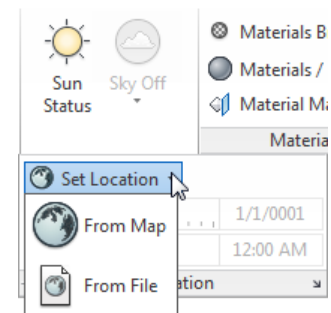 Materials B
Materials /
Material Ma
Sun
Status
Sky Off
Materia
Set Location
From Map
1/1/0001
12:00 AM
From File
ation